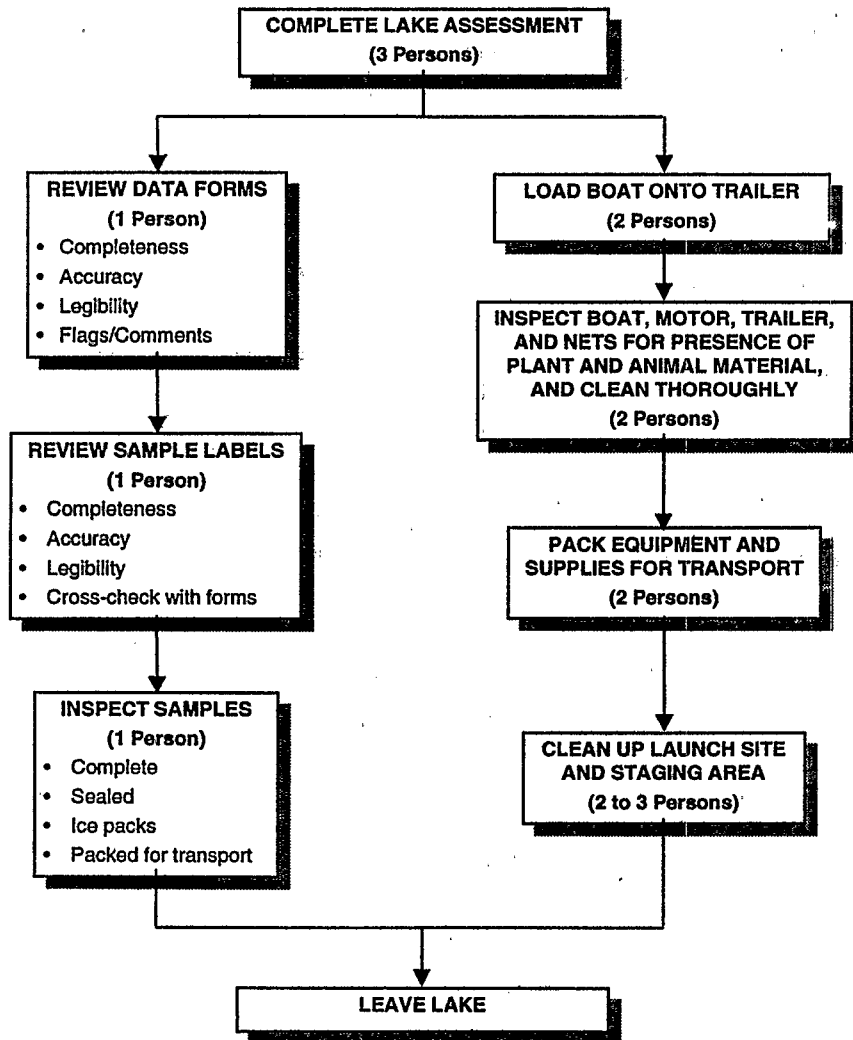 COMPLETE LAKE ASSESSMENT
(3 Persons)
REVIEW DATA FORMS
(1 Person)
• Completeness
• Accuracy
• Legibility
• Flags/Comments
REVIEW SAMPLE LABELS
(1 Person)
• Completeness
• Accuracy
• Legibility
• Cross-check with forms
INSPECT SAMPLES
(1 Person)
• Complete
• Sealed
• Ice packs
• Packed for transport
LOAD BOAT ONTO TRAILER
(2 Persons)
INSPECT BOAT, MOTOR, TRAILER,
AND NETS FOR PRESENCE OF
PLANT AND ANIMAL MATERIAL,
AND CLEAN THOROUGHLY
(2 Persons)
PACK EQUIPMENT AND
SUPPLIES FOR TRANSPORT
(2 Persons)
CLEAN UP LAUNCH SITE
AND STAGING AREA
(2 to 3 Persons)
LEAVE LAKE